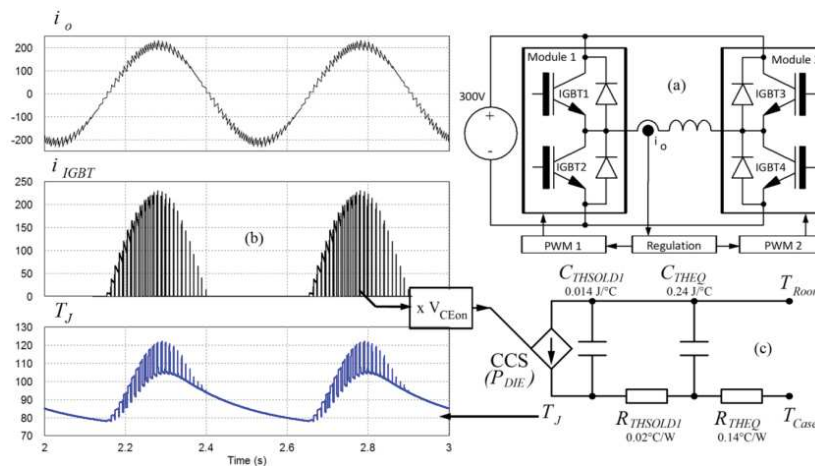 i o
200
100
0
-100
-200
i IGBT
250
200
150
100
50
0
(b)
T J
130
120
110
100
90
80
70
2
2.2
2.4
2.6
2.8
3
Time (s)
x V CEon
Module 1
IGBT1
IGBT2
300V
+
-
(a)
i o
IGBT3
IGBT4
PWM 1
Regulation
PWM 2
C THSOLD1
0.014 J/°C
C THEQ
0.24 J/°C
T Room
CCS
(P DIE)
(c)
T J
R THSOLD1
0.02°C/W
R THEQ
0.14°C/W
T Case